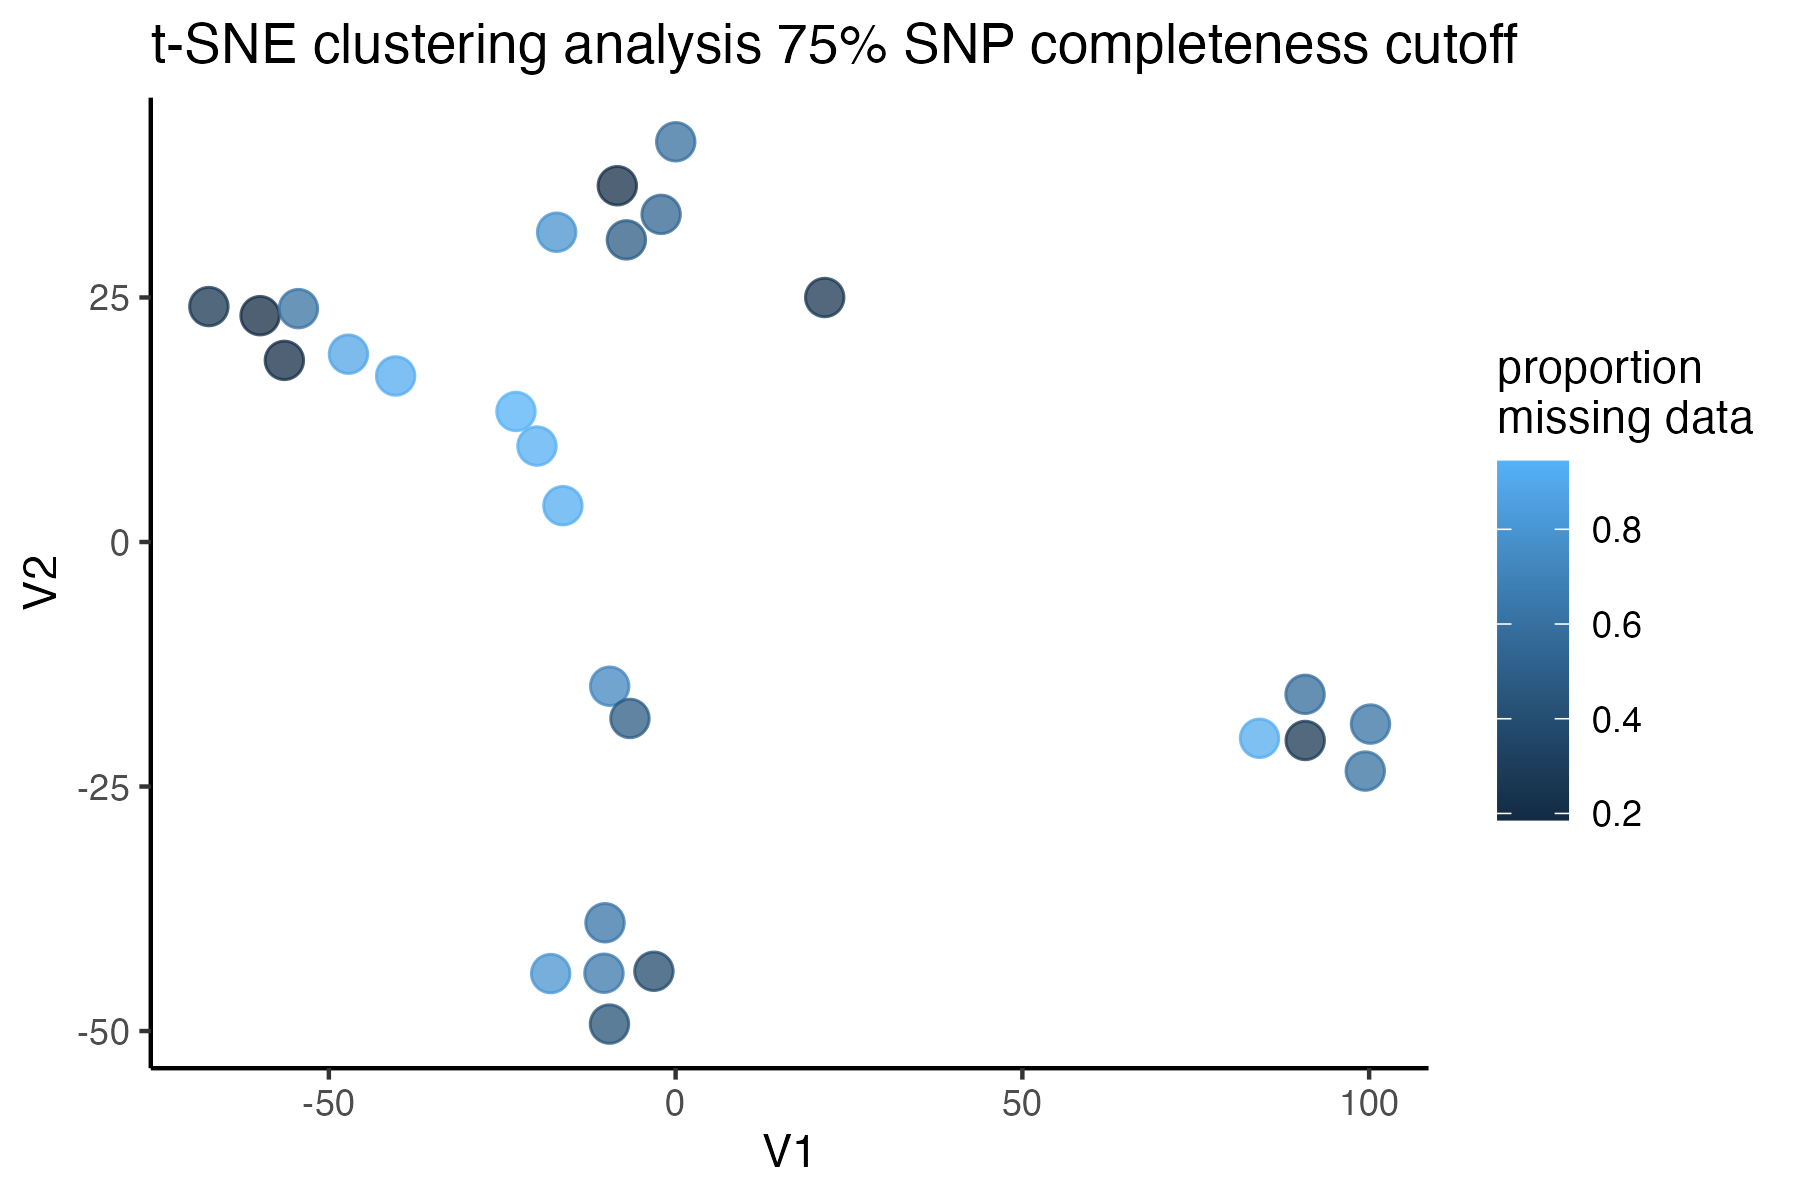 t-SNE clustering analysis 75% SNP completeness cutoff
25
0
-25
-50
V2
-50
0
50
100
V1
proportion
missing data
0.8
0.6
0.4
0.2